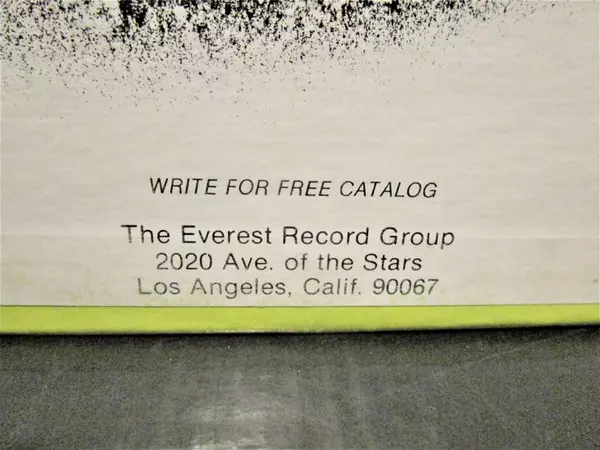 WRITE FOR FREE CATALOG
The Everest Record Group
2020 Ave. of the Stars
Los Angeles, Calif. 90067